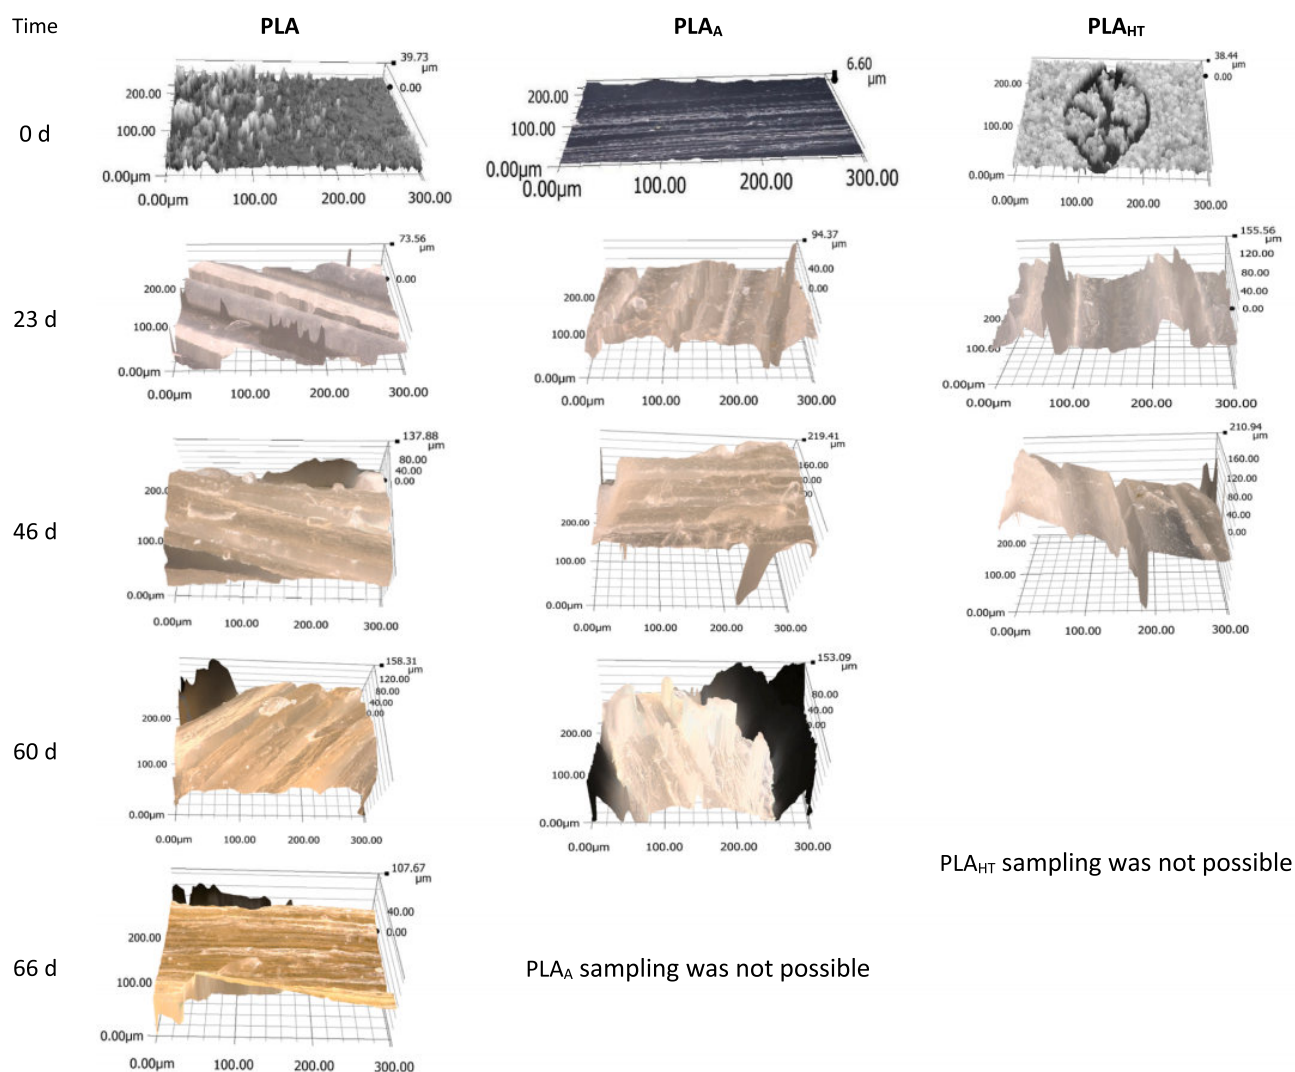 Time PLA PLAA PLAHT
0 d
39.73
µm
0.00
200.00
100.00
0.00µm
0.00µm 100.00 200.00 300.00
6.60
µm
200.00
100.00
0.00µm
0.00µm 100.00 200.00 300.00
38.44
µm
0.00
200.00
100.00
0.00µm
0.00µm 100.00 200.00 300.00
23 d
73.56
µm
0.00
200.00
100.00
0.00µm
0.00µm 100.00 200.00 300.00
94.37
µm
40.00
0.00
200.00
100.00
0.00µm
0.00µm 100.00 200.00 300.00
155.56
µm
120.00
80.00
40.00
0.00
200.
0.00µm
0.00µm 100.00 200.00 300.00
46 d
137.88
µm
80.00
40.00
0.00
200.0
100.0
0.00µm
0.00µm 100.00 200.00 300.00
219.41
µm
160.00
200.00
100.00
0.00µm
0.00µm 100.00 200.00 300.00
210.94
µm
160.00
120.00
80.00
40.00
0.00
200.00
100.00
0.00µm
0.00µm 100.00 200.00 300.00
60 d
158.31
µm
120.00
80.00
40.00
0.00
200.00
100.00
0.00µm
0.00µm 100.00 200.00 300.00
153.09
µm
80.00
40.00
200.00
100.00
0.00µm
0.00µm 100.00 200.00 300.00
PLAHT sampling was not possible
66 d
107.67
µm
40.00
0.00
200.00
100.00
0.00µm
0.00µm 100.00 200.00 300.00
PLAA sampling was not possible